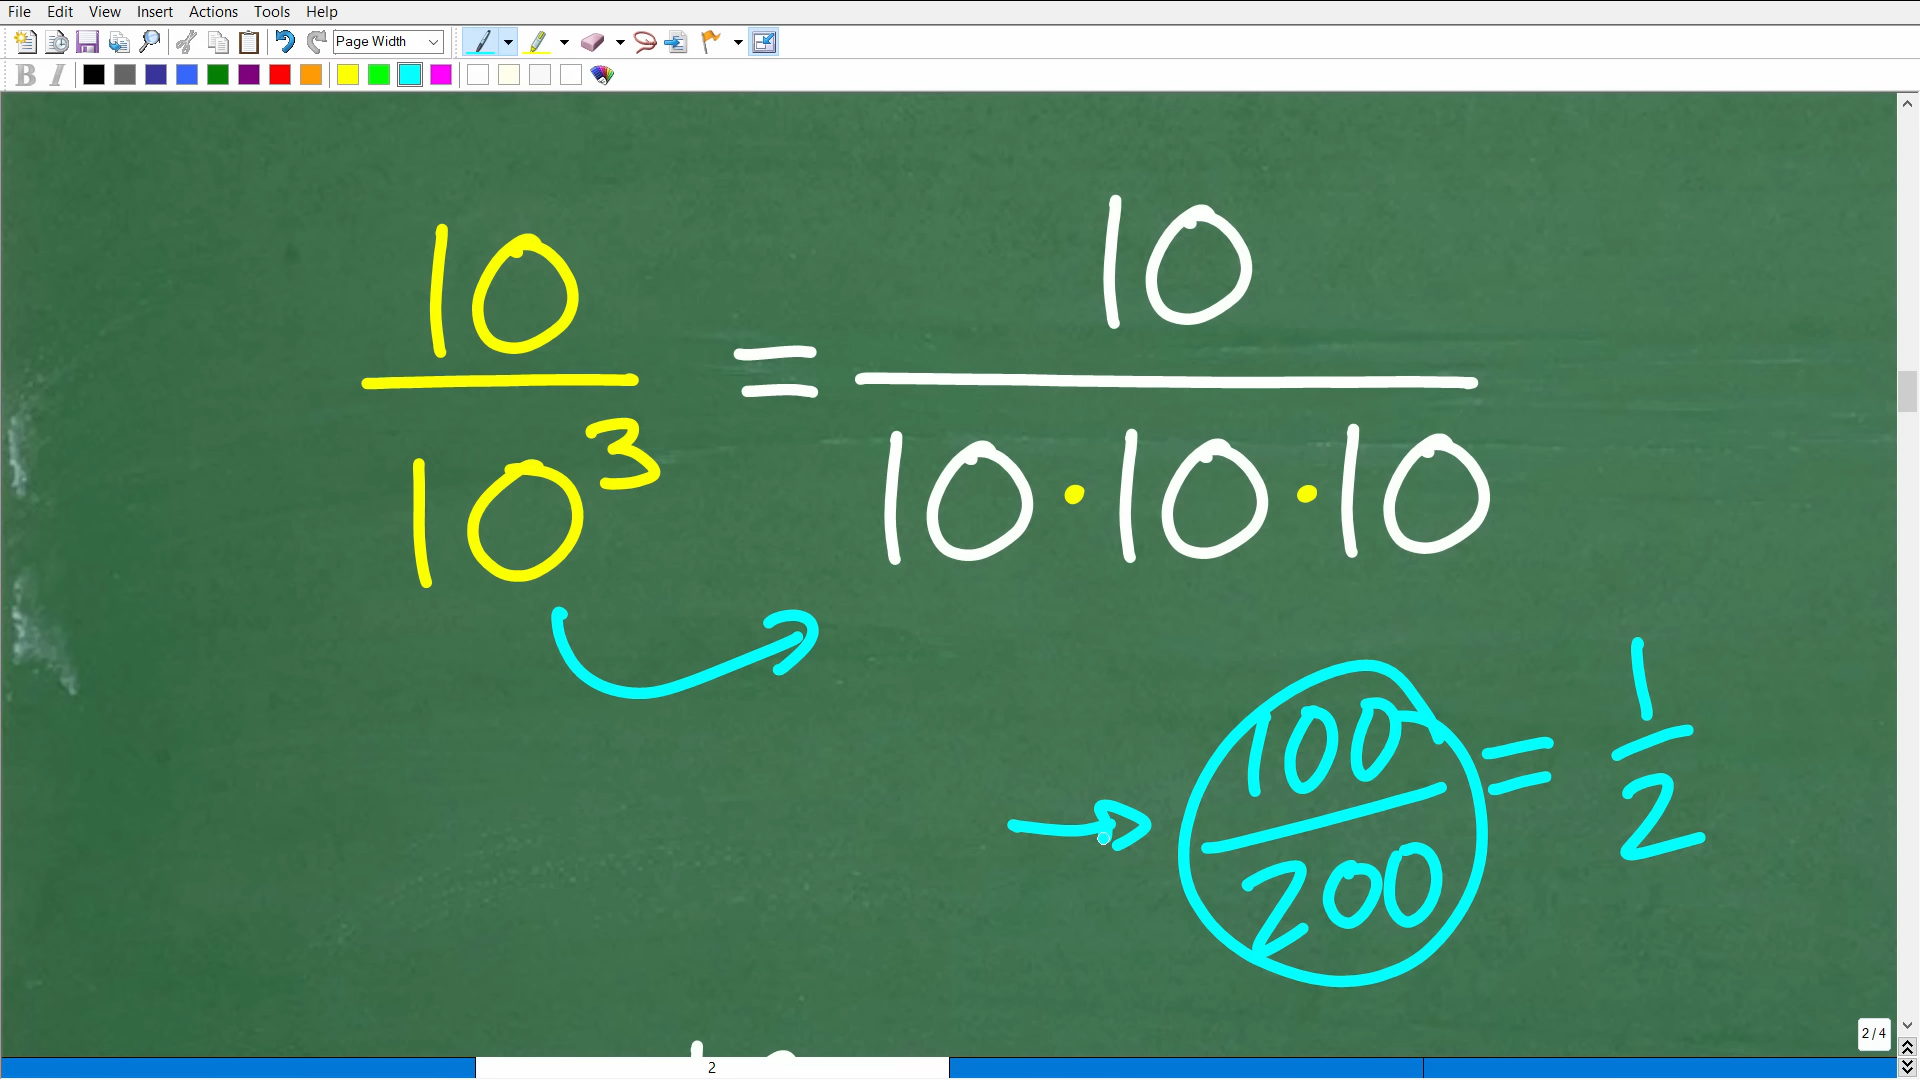 File Edit View Insert Actions Tools Help
Page Width
B I
10/10³ = 10/(10·10·10)
100/200 = 1/2
2/4
2